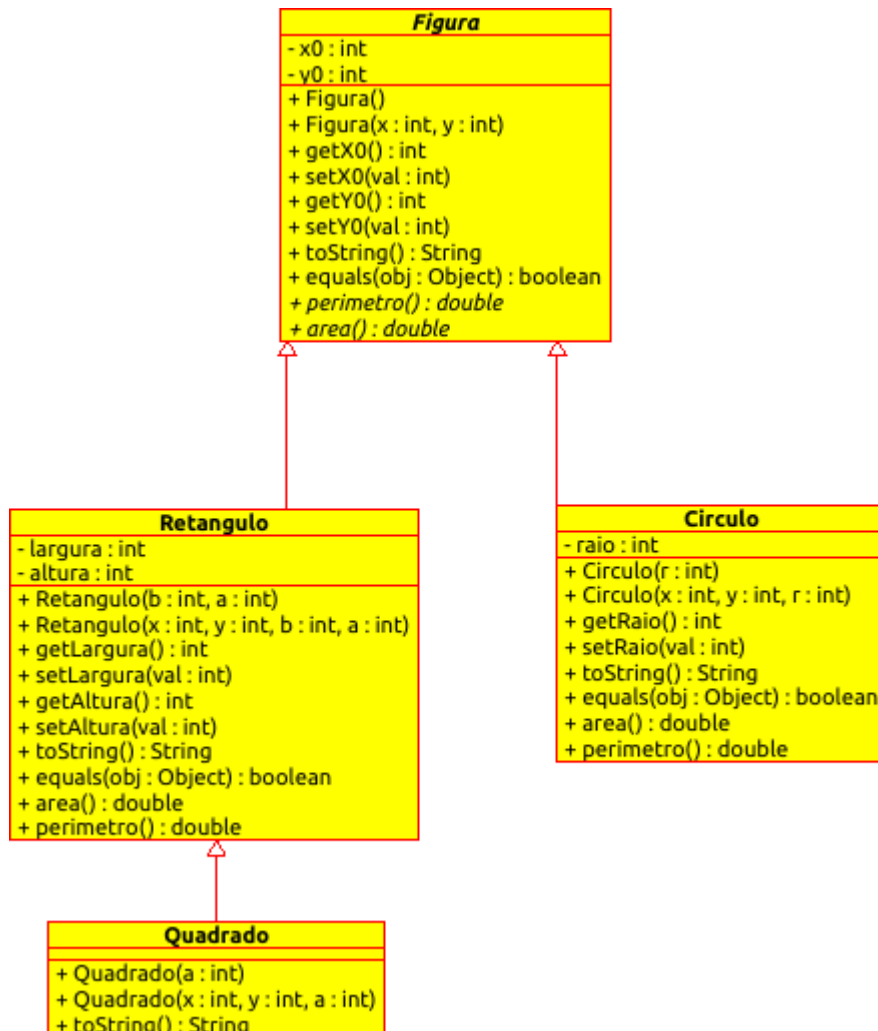 Figura
- x0 : int
- y0 : int
+ Figura()
+ Figura(x : int, y : int)
+ getX0() : int
+ setX0(val : int)
+ getY0() : int
+ setY0(val : int)
+ toString() : String
+ equals(obj : Object) : boolean
+ perimetro() : double
+ area() : double
Retangulo
- largura : int
- altura : int
+ Retangulo(b : int, a : int)
+ Retangulo(x : int, y : int, b : int, a : int)
+ getLargura() : int
+ setLargura(val : int)
+ getAltura() : int
+ setAltura(val : int)
+ toString() : String
+ equals(obj : Object) : boolean
+ area() : double
+ perimetro() : double
Circulo
- raio : int
+ Circulo(r : int)
+ Circulo(x : int, y : int, r : int)
+ getRaio() : int
+ setRaio(val : int)
+ toString() : String
+ equals(obj : Object) : boolean
+ area() : double
+ perimetro() : double
Quadrado
+ Quadrado(a : int)
+ Quadrado(x : int, y : int, a : int)
+ toString() : String